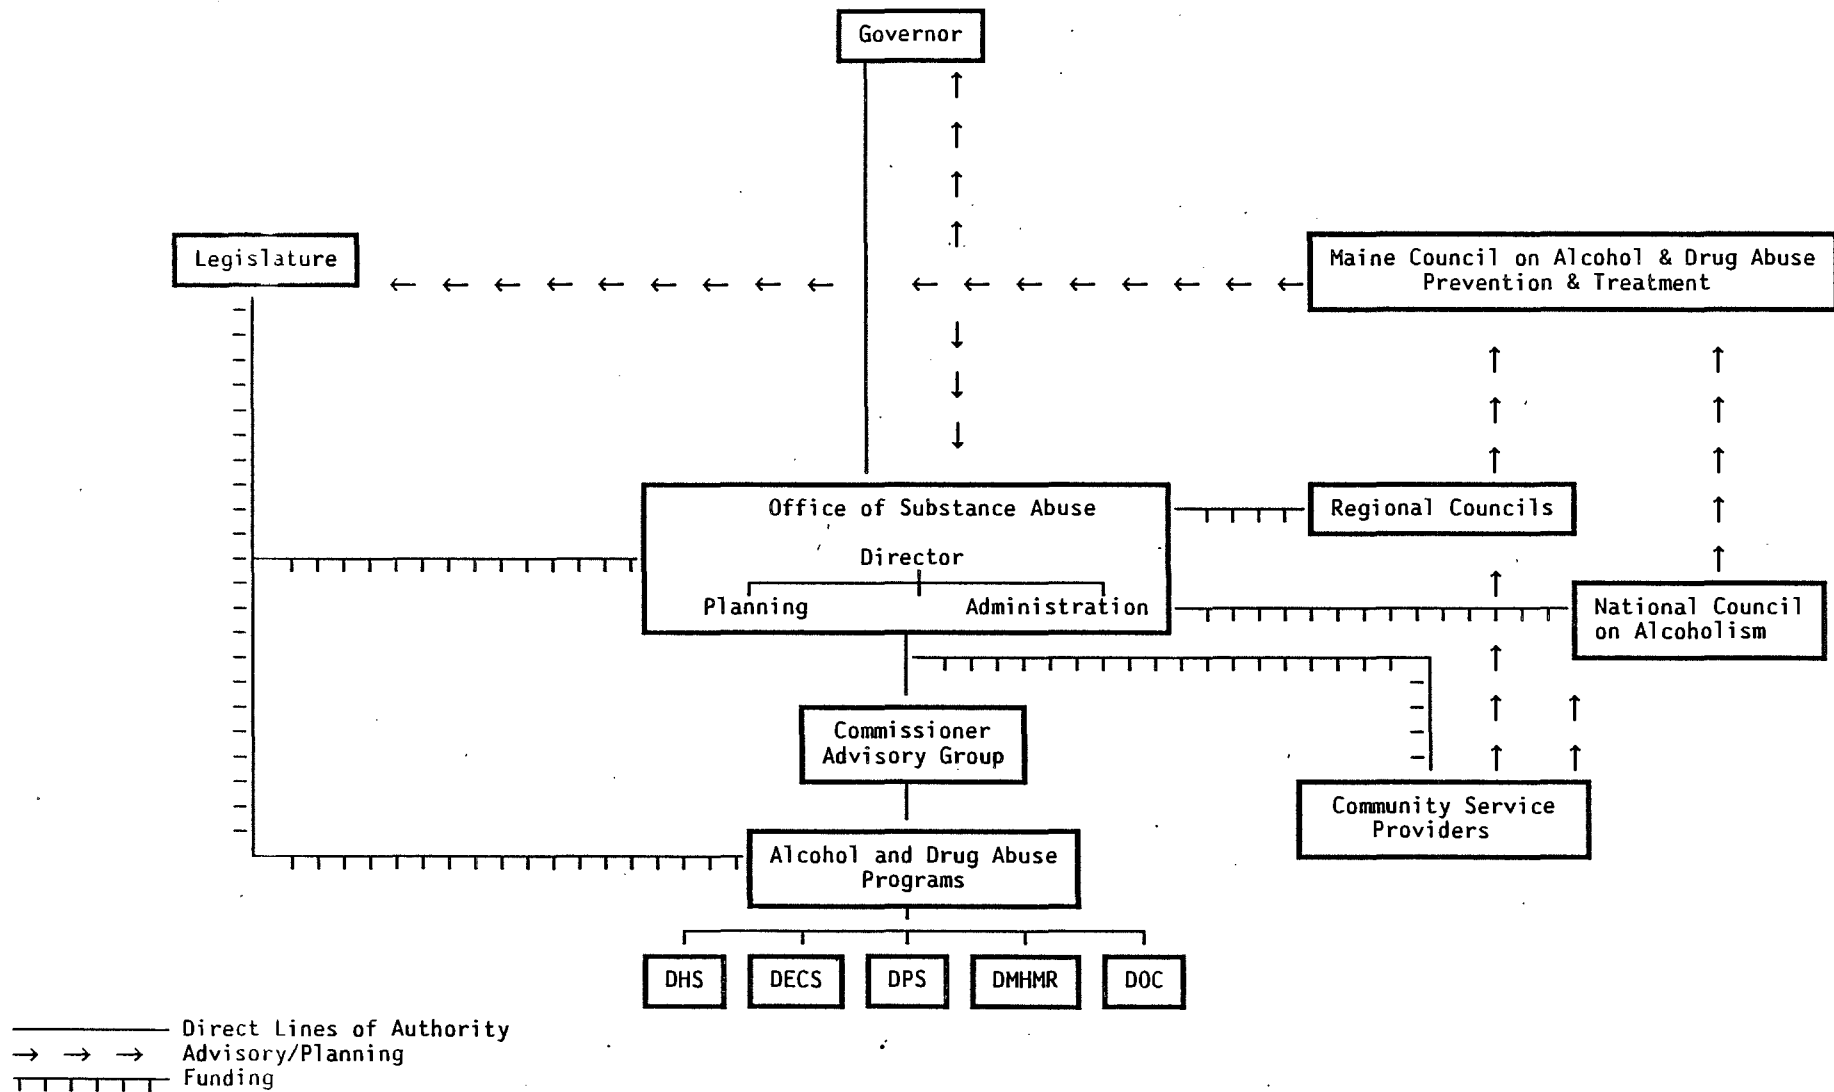 Governor
Legislature
Maine Council on Alcohol & Drug Abuse
Prevention & Treatment
Office of Substance Abuse
Director
Planning
Administration
Regional Councils
National Council
on Alcoholism
Commissioner
Advisory Group
Community Service
Providers
Alcohol and Drug Abuse
Programs
DHS
DECS
DPS
DMHMR
DOC
Direct Lines of Authority
Advisory/Planning
Funding